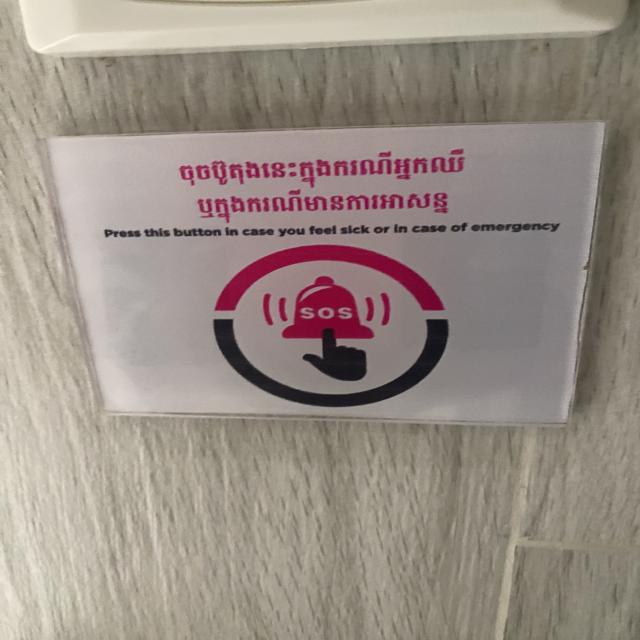 ចុចប៊ូតុងនេះក្នុងករណីអ្នកឈឺ
ឬក្នុងករណីមានការអាសន្ន
Press this button in case you feel sick or in case of emergency
SOS